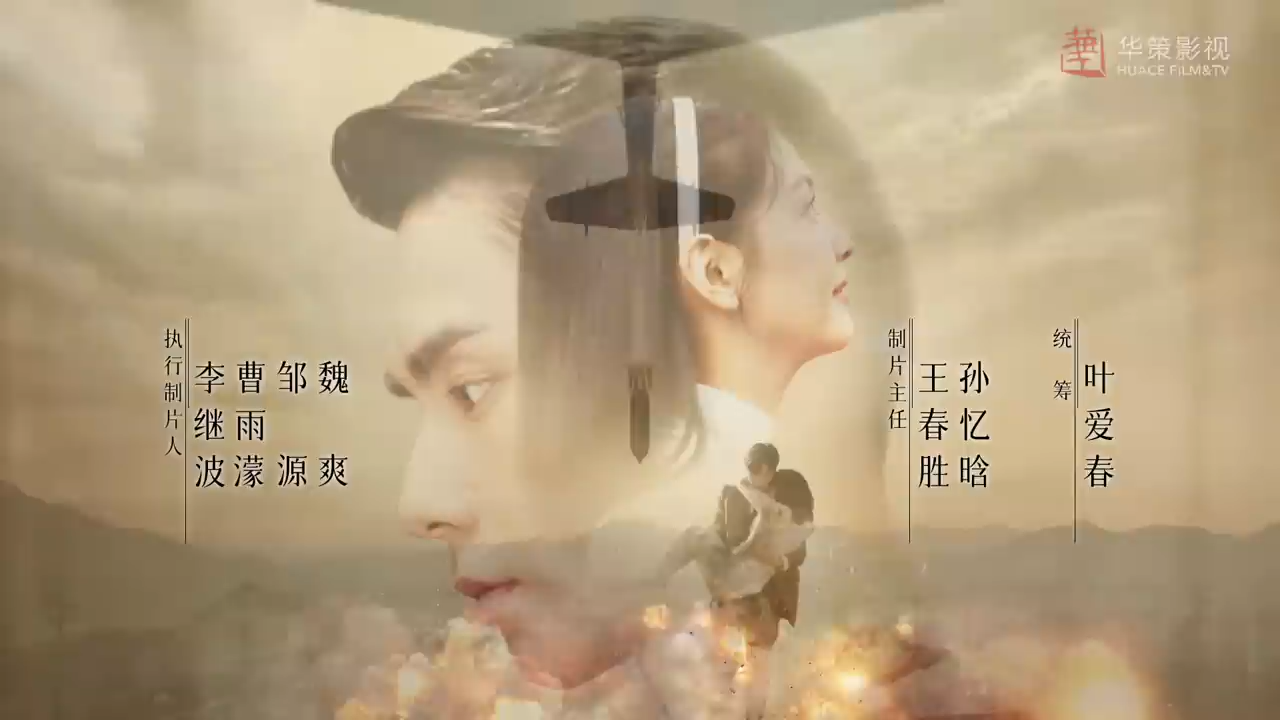 华策影视
HUACE FILM&TV
执行制片人
李继波
曹雨濛
邹源
魏爽
制片主任
王春胜
孙忆晗
统筹
叶爱春